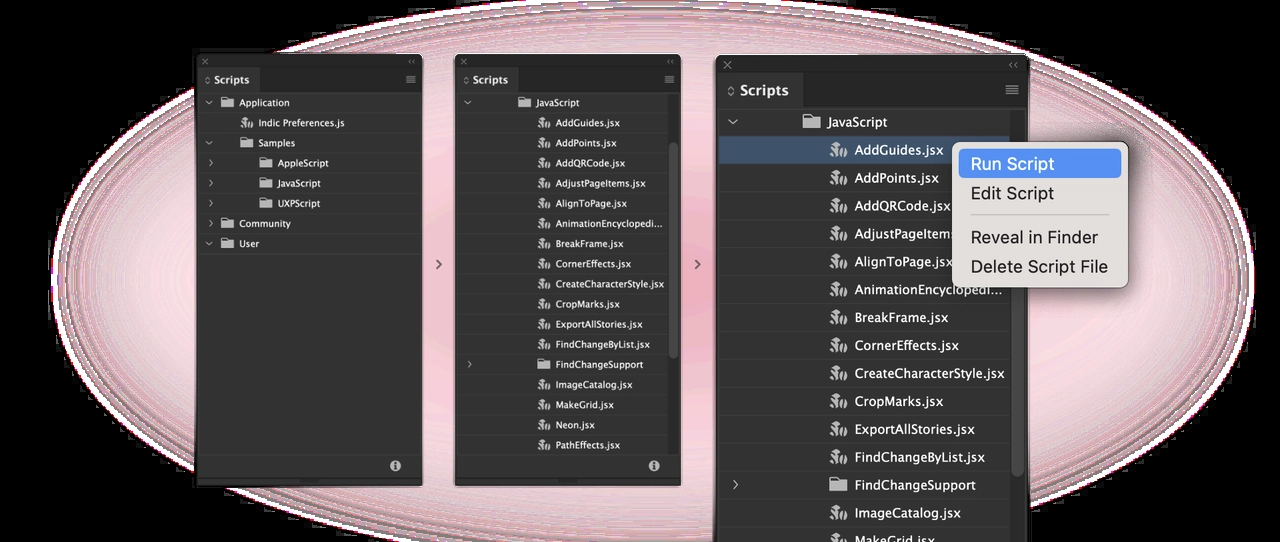 Scripts
Application
Indic Preferences.js
Samples
AppleScript
JavaScript
UXPScript
Community
User
Scripts
JavaScript
AddGuides.jsx
AddPoints.jsx
AddQRCode.jsx
AdjustPageItems.jsx
AlignToPage.jsx
AnimationEncyclopedi...
BreakFrame.jsx
CornerEffects.jsx
CreateCharacterStyle.jsx
CropMarks.jsx
ExportAllStories.jsx
FindChangeByList.jsx
FindChangeSupport
ImageCatalog.jsx
MakeGrid.jsx
Neon.jsx
PathEffects.jsx
Scripts
JavaScript
AddGuides.jsx
AddPoints.jsx
AddQRCode.jsx
AdjustPageItem
AlignToPage.jsx
AnimationEncyclopedi...
BreakFrame.jsx
CornerEffects.jsx
CreateCharacterStyle.jsx
CropMarks.jsx
ExportAllStories.jsx
FindChangeByList.jsx
FindChangeSupport
ImageCatalog.jsx
MakeGrid.jsx
Run Script
Edit Script
Reveal in Finder
Delete Script File